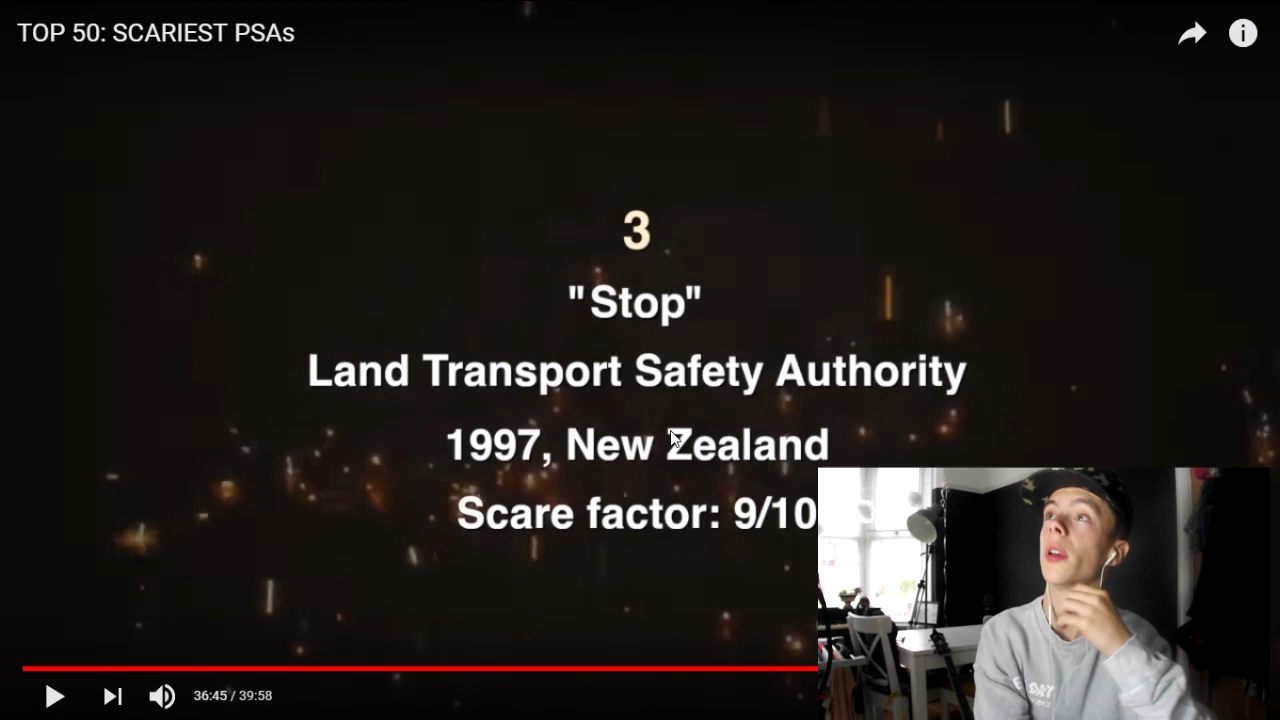 TOP 50: SCARIEST PSAs
3
"Stop"
Land Transport Safety Authority
1997, New Zealand
Scare factor: 9/10
36:45 / 39:58